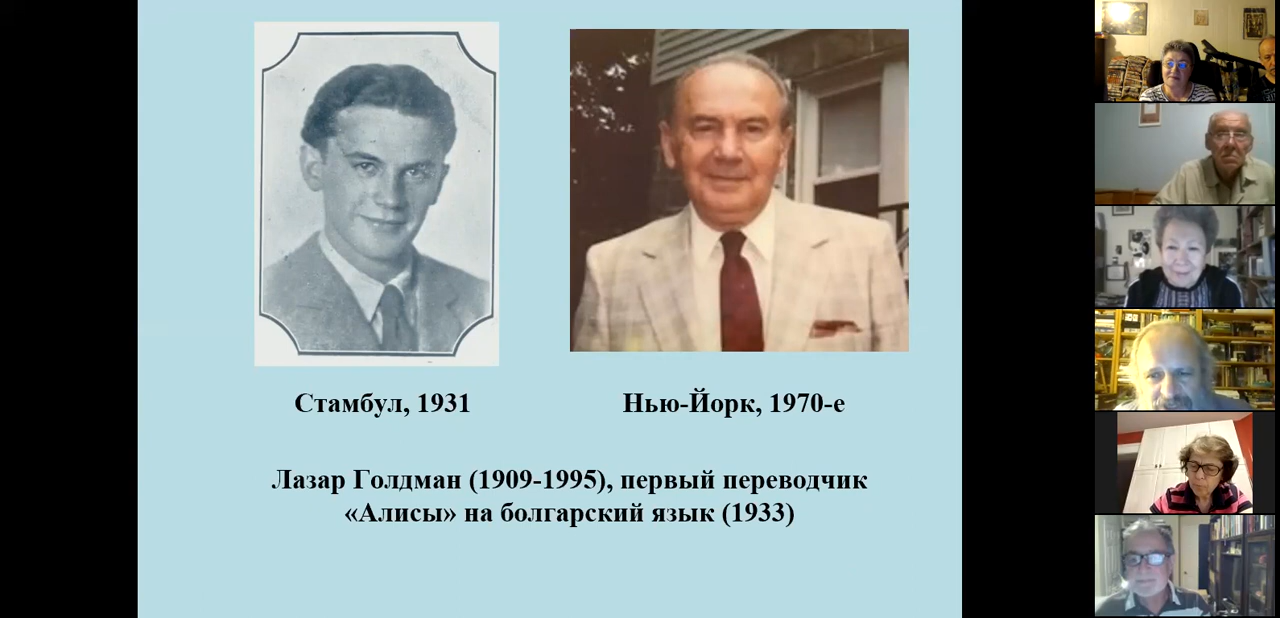 Стамбул, 1931
Нью-Йорк, 1970-е
Лазар Голдман (1909-1995), первый переводчик
«Алисы» на болгарский язык (1933)